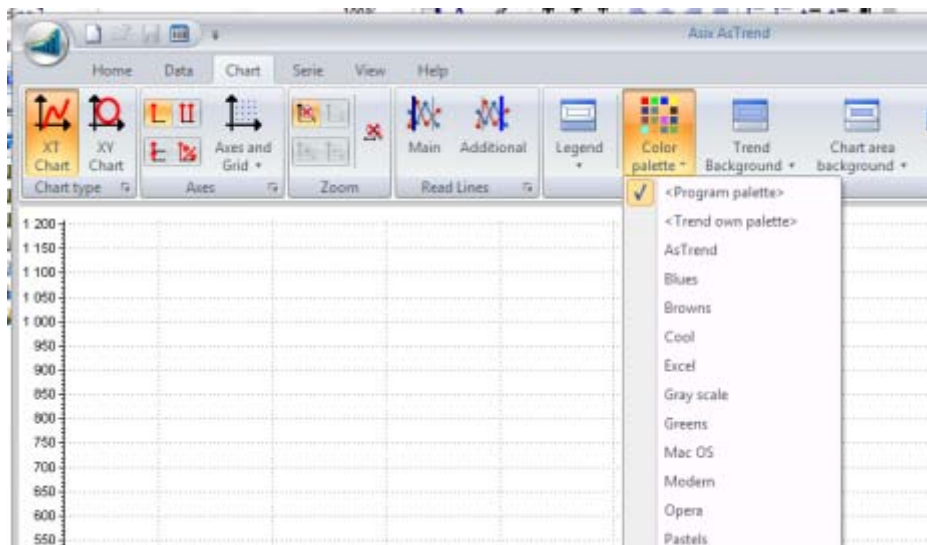 100%
Asix AsTrend
Home Data Chart Serie View Help
XT Chart
XY Chart
Axes and Grid
Main
Additional
Legend
Color palette
Trend Background
Chart area background
Chart type
Axes
Zoom
Read Lines
<Program palette>
<Trend own palette>
AsTrend
Blues
Browns
Cool
Excel
Gray scale
Greens
Mac OS
Modern
Opera
Pastels
1 200
1 150
1 100
1 050
1 000
950
900
850
800
750
700
650
600
550